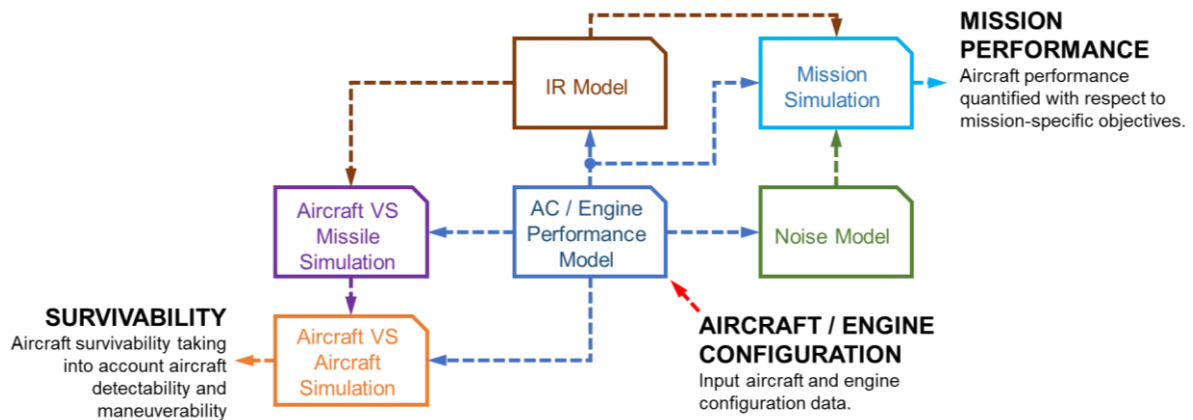 MISSION
PERFORMANCE
Aircraft performance
quantified with respect to
mission-specific objectives.
IR Model
Mission
Simulation
Aircraft VS
Missile
Simulation
AC / Engine
Performance
Model
Noise Model
SURVIVABILITY
Aircraft survivability taking
into account aircraft
detectability and
maneuverability
Aircraft VS
Aircraft
Simulation
AIRCRAFT / ENGINE
CONFIGURATION
Input aircraft and engine
configuration data.